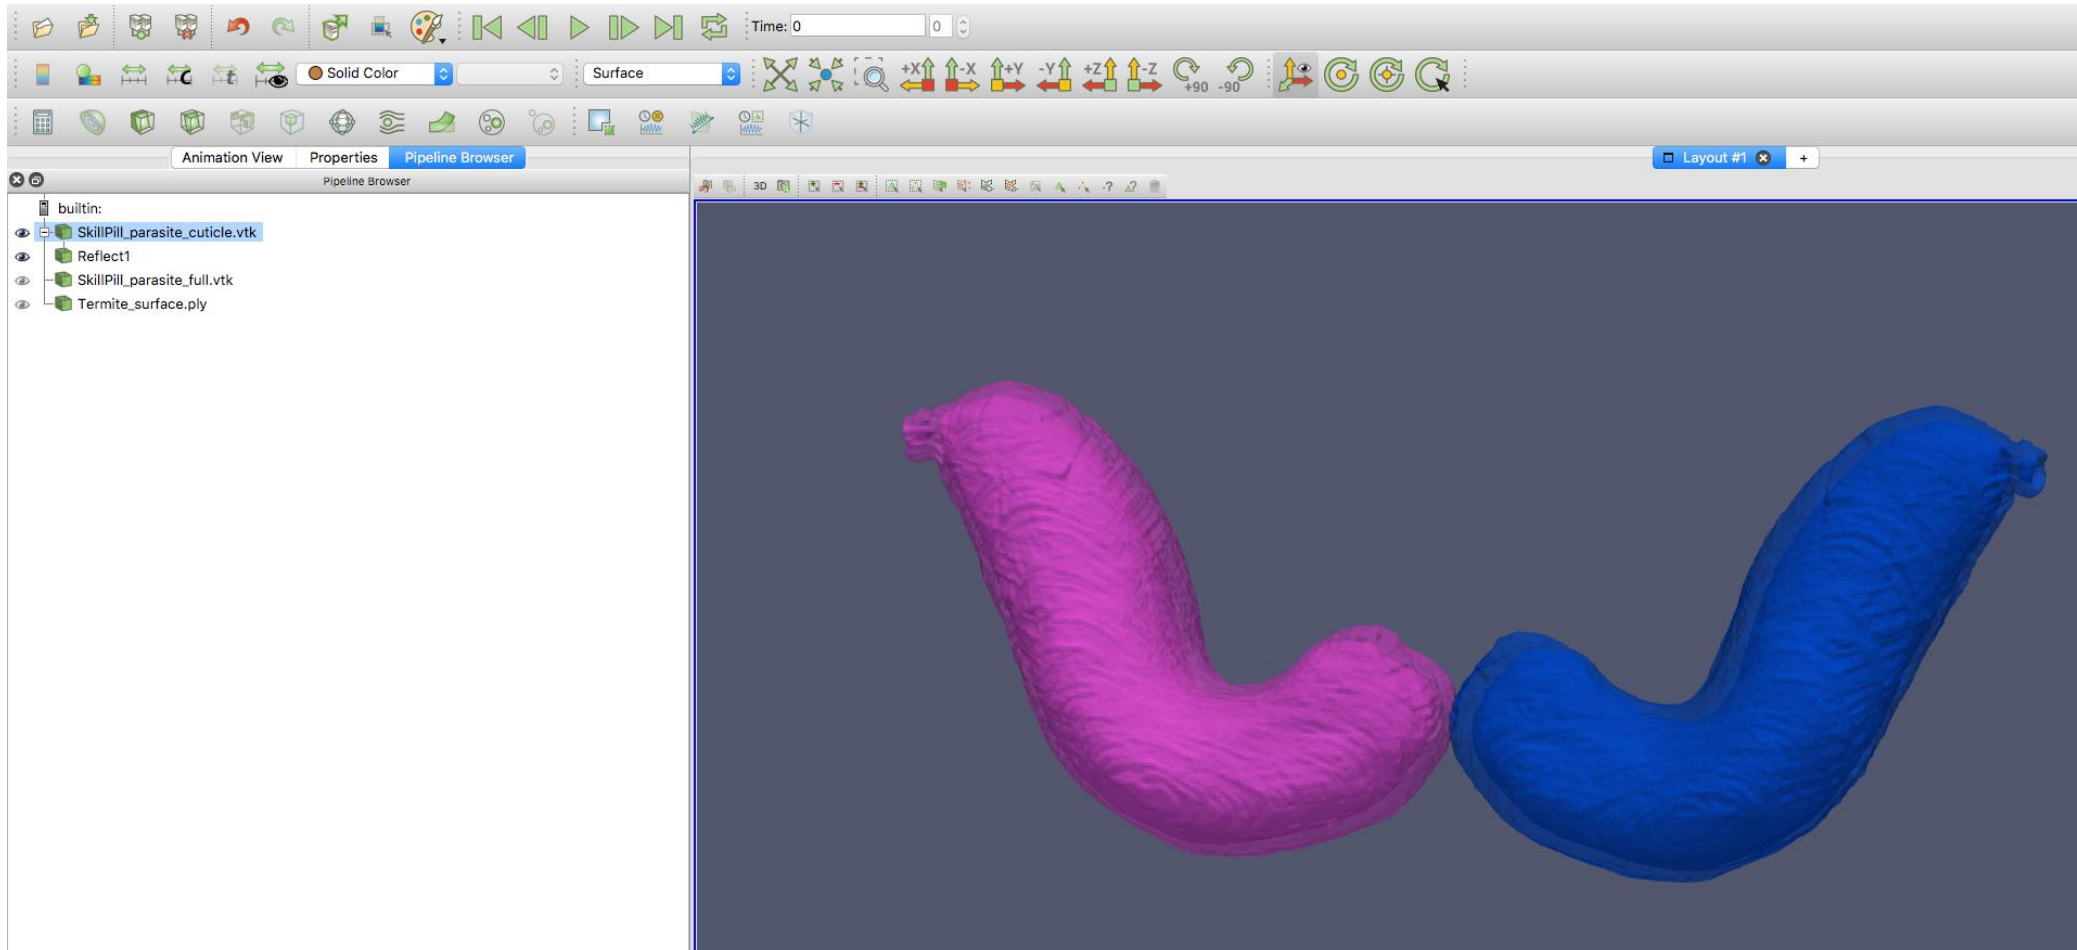 Time: 0 0
C t Solid Color Surface +X -X +Y -Y +Z -Z +90 -90
Animation View Properties Pipeline Browser
Layout #1 +
Pipeline Browser
3D ? ?
builtin:
SkillPill_parasite_cuticle.vtk
Reflect1
SkillPill_parasite_full.vtk
Termite_surface.ply